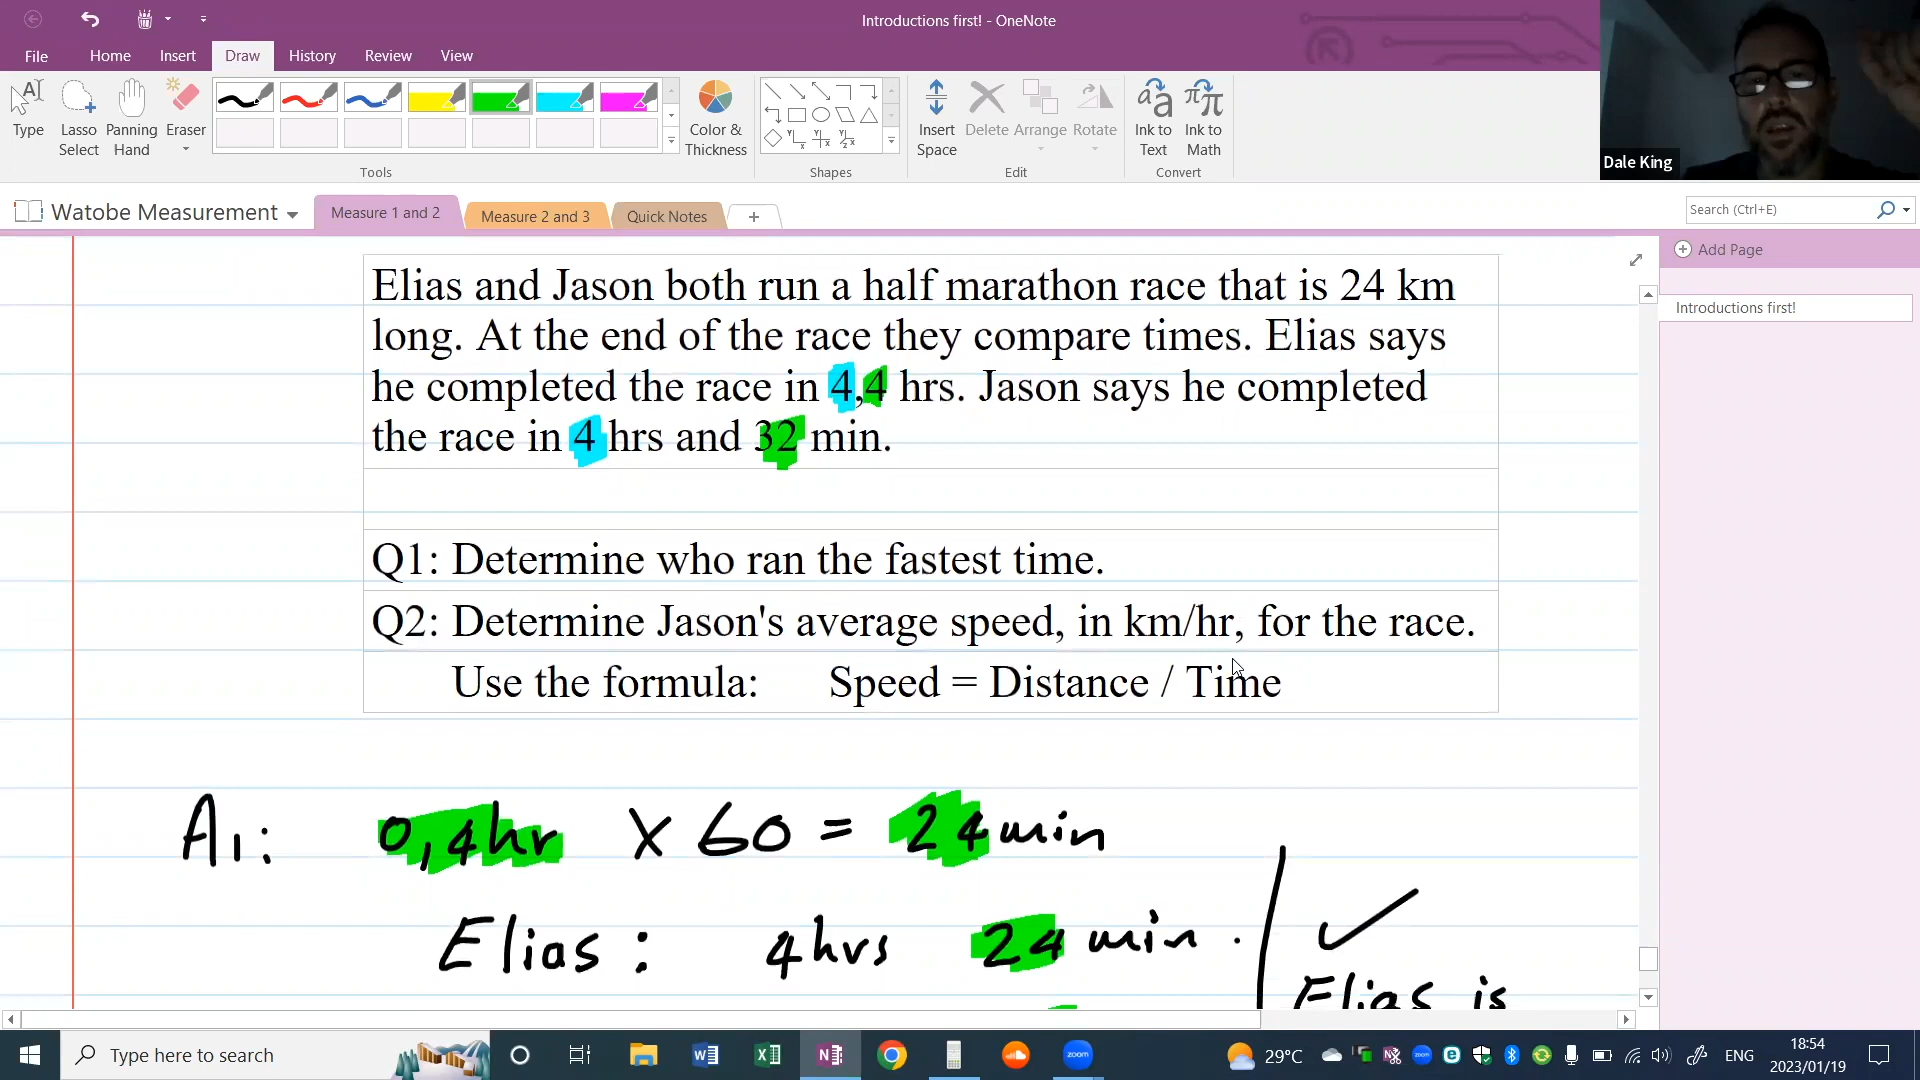 Introductions first! - OneNote
File Home Insert Draw History Review View
Type
Lasso Select
Panning Hand
Eraser
Color & Thickness
Insert Space
Delete
Arrange
Rotate
Ink to Text
Ink to Math
Tools
Shapes
Edit
Convert
Dale King
Watobe Measurement
Measure 1 and 2
Measure 2 and 3
Quick Notes
Search (Ctrl+E)
Add Page
Introductions first!
Elias and Jason both run a half marathon race that is 24 km
long. At the end of the race they compare times. Elias says
he completed the race in 4,4 hrs. Jason says he completed
the race in 4 hrs and 32 min.
Q1: Determine who ran the fastest time.
Q2: Determine Jason's average speed, in km/hr, for the race.
Use the formula: Speed = Distance / Time
A1: 0,4hr X 60 = 24 min
Elias : 4hrs 24 min .
Elias is
Type here to search
zoom
29°C
ENG
18:54
2023/01/19